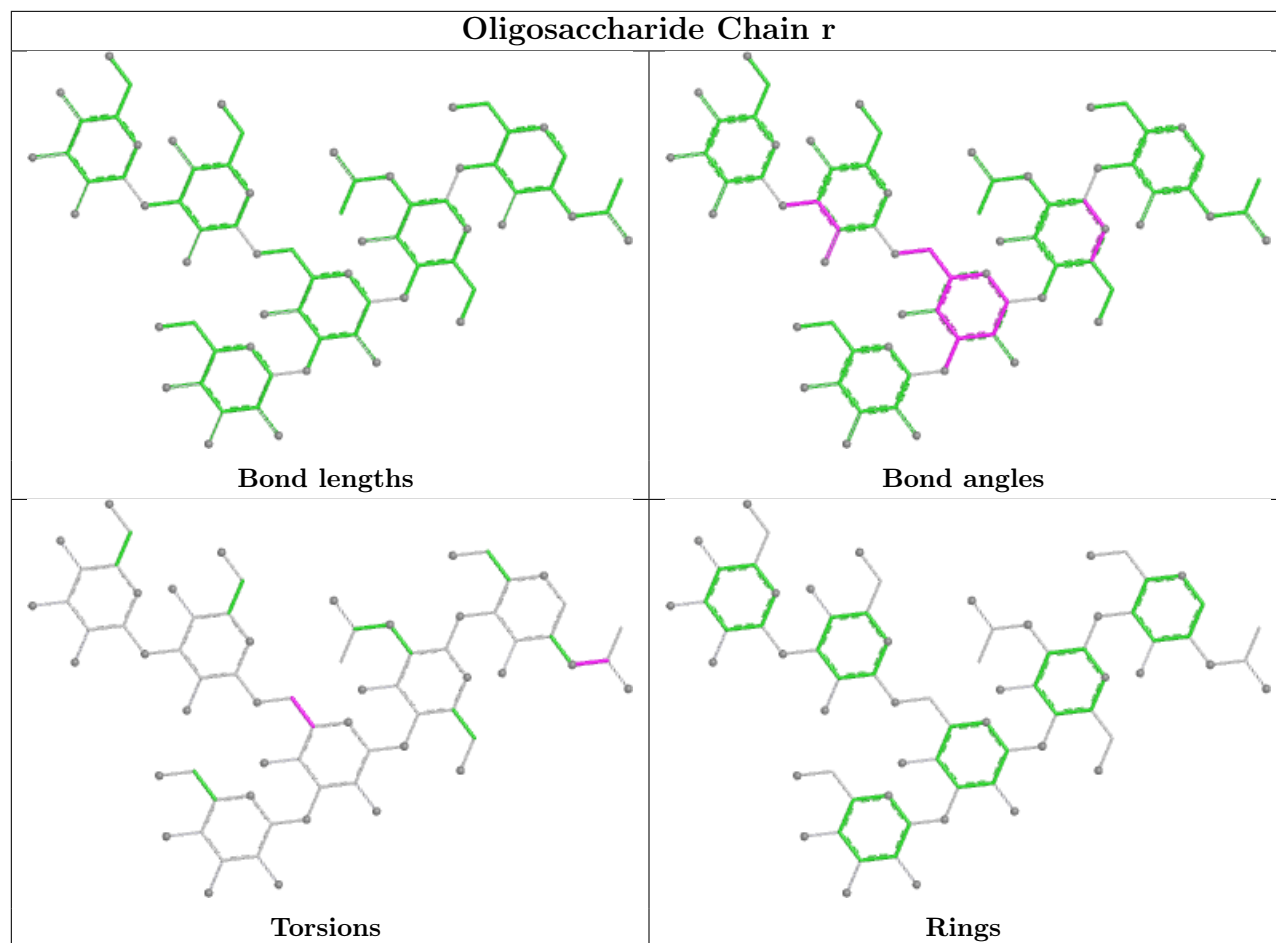 Oligosaccharide Chain r
Bond lengths
Bond angles
Torsions
Rings